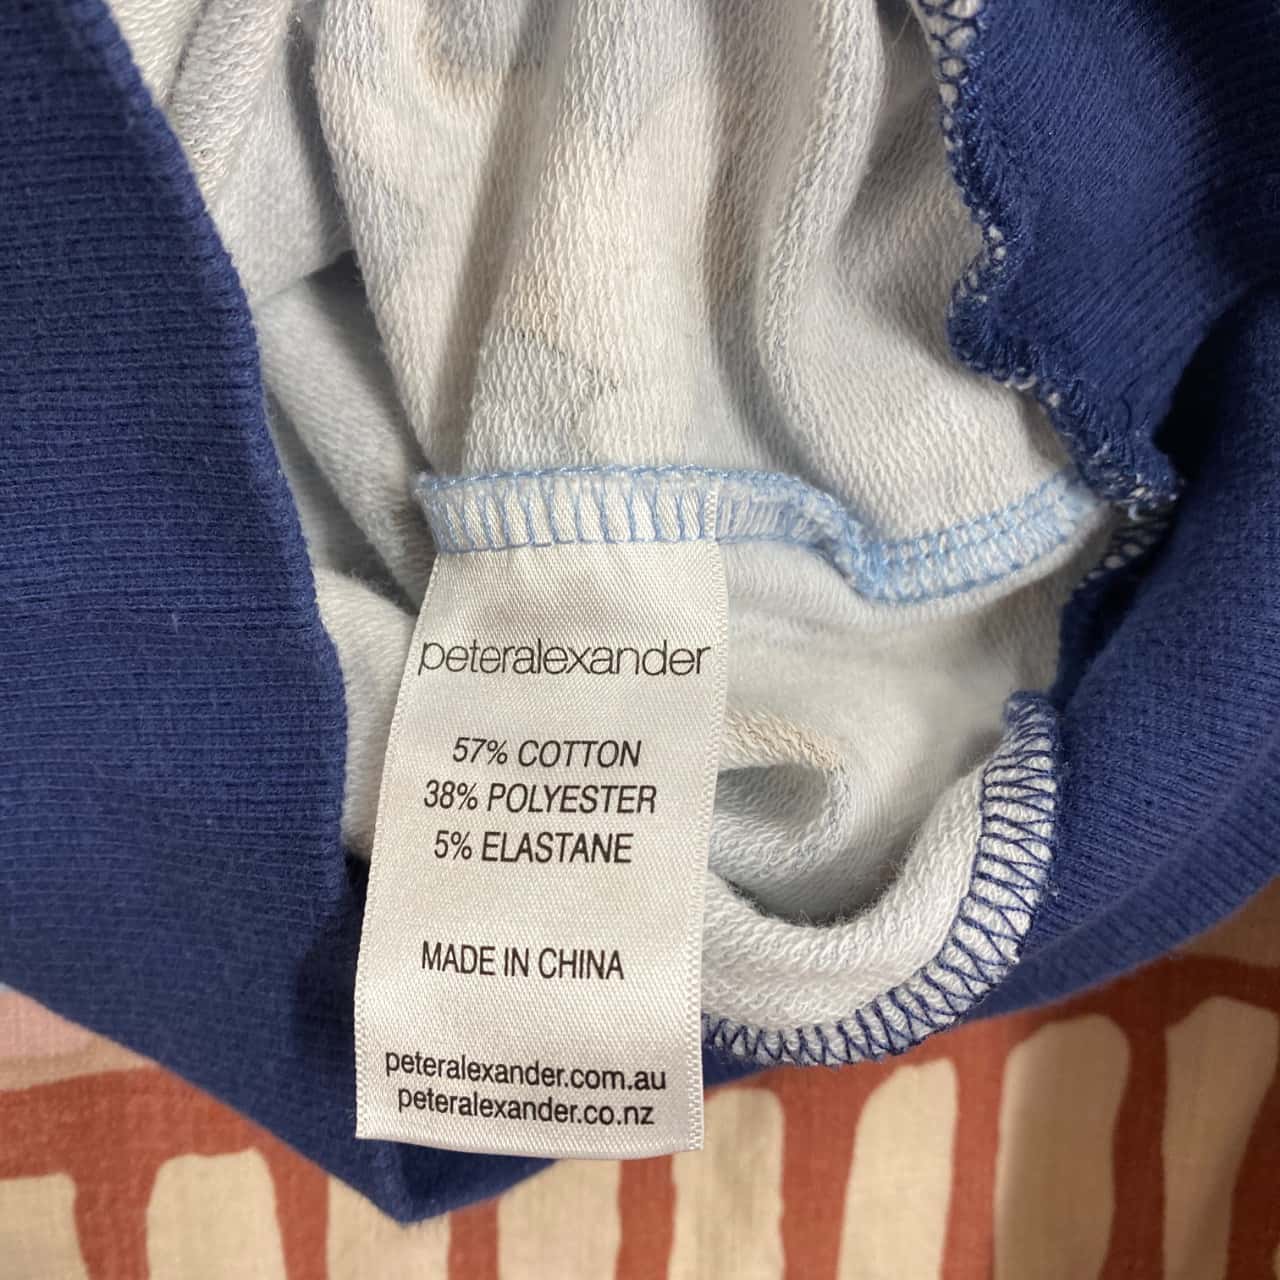 peteralexander
57% COTTON
38% POLYESTER
5% ELASTANE
MADE IN CHINA
peteralexander.com.au
peteralexander.co.nz